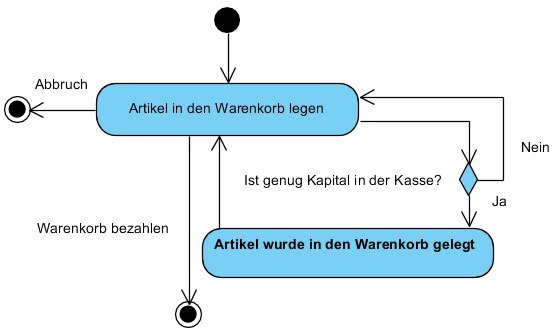 Abbruch
Artikel in den Warenkorb legen
Nein
Ist genug Kapital in der Kasse?
Ja
Warenkorb bezahlen
Artikel wurde in den Warenkorb gelegt